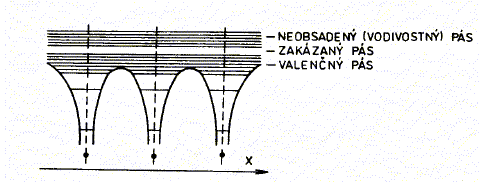 NEOBSADENÝ (VODIVOSTNÝ) PÁS
ZAKÁZANÝ PÁS
VALENČNÝ PÁS
X